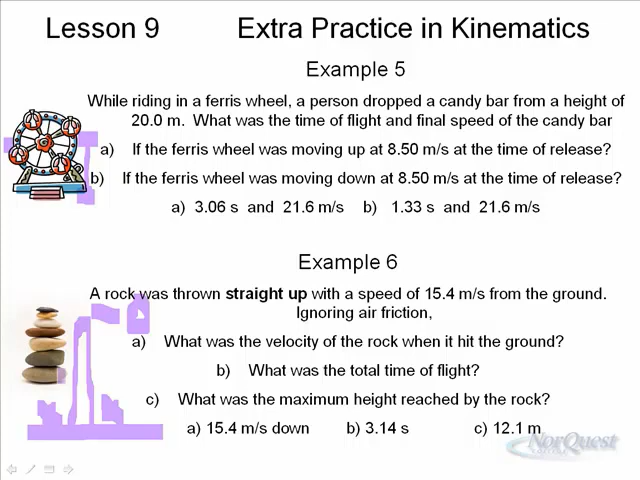 Lesson 9 Extra Practice in Kinematics
Example 5
While riding in a ferris wheel, a person dropped a candy bar from a height of
20.0 m. What was the time of flight and final speed of the candy bar
a) If the ferris wheel was moving up at 8.50 m/s at the time of release?
b) If the ferris wheel was moving down at 8.50 m/s at the time of release?
a) 3.06 s and 21.6 m/s b) 1.33 s and 21.6 m/s
Example 6
A rock was thrown straight up with a speed of 15.4 m/s from the ground.
Ignoring air friction,
a) What was the velocity of the rock when it hit the ground?
b) What was the total time of flight?
c) What was the maximum height reached by the rock?
a) 15.4 m/s down b) 3.14 s c) 12.1 m
NorQuest